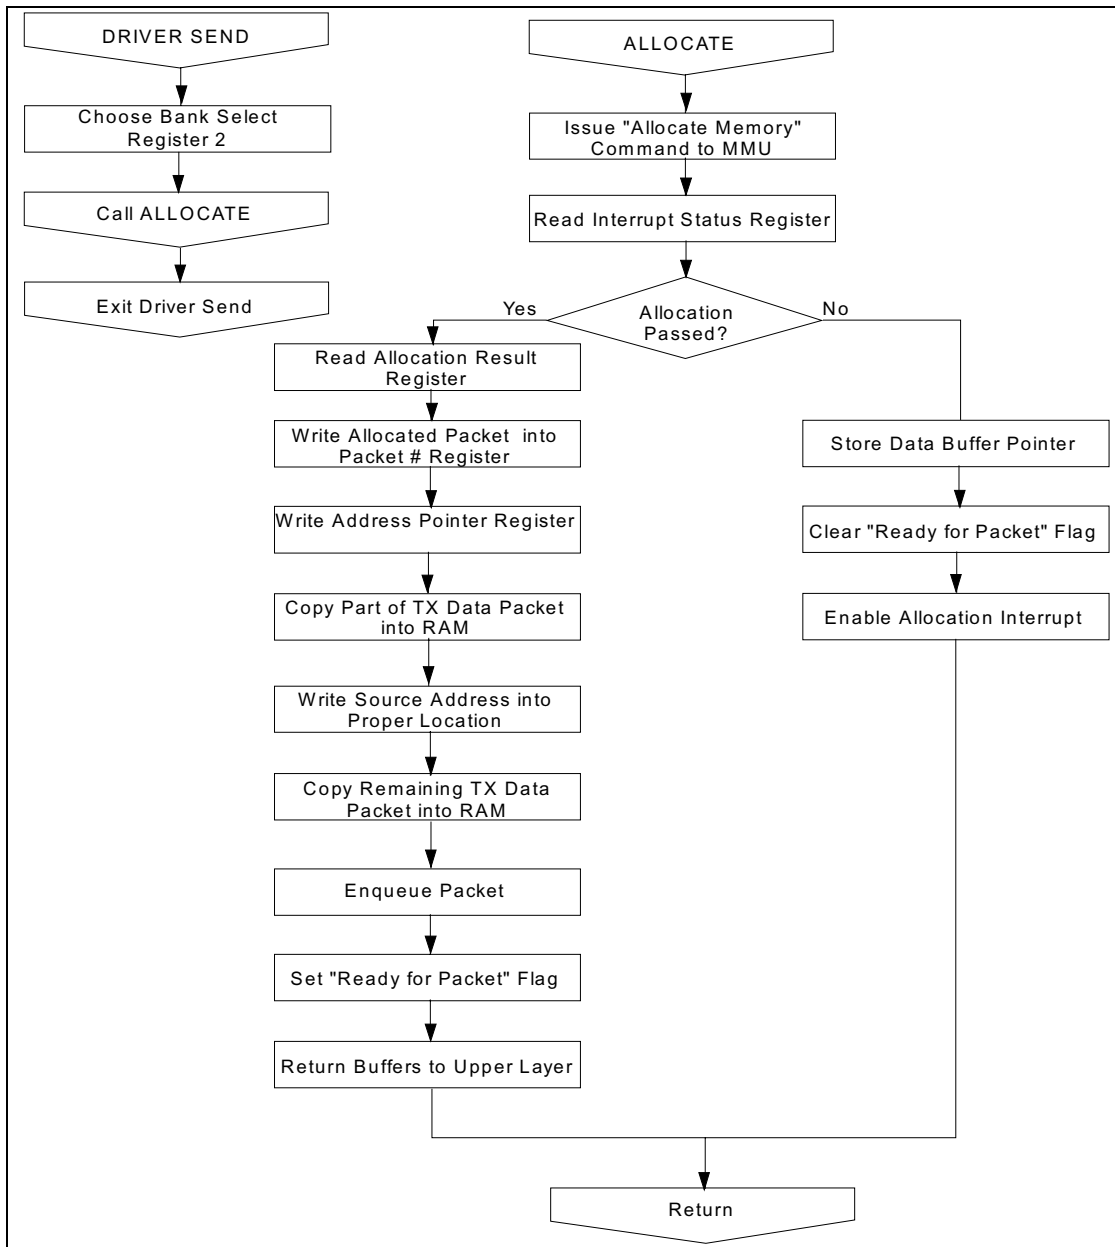 DRIVER SEND
Choose Bank Select
Register 2
Call ALLOCATE
Exit Driver Send
ALLOCATE
Issue "Allocate Memory"
Command to MMU
Read Interrupt Status Register
Allocation
Passed?
Yes
No
Read Allocation Result
Register
Write Allocated Packet into
Packet # Register
Write Address Pointer Register
Copy Part of TX Data Packet
into RAM
Write Source Address into
Proper Location
Copy Remaining TX Data
Packet into RAM
Enqueue Packet
Set "Ready for Packet" Flag
Return Buffers to Upper Layer
Store Data Buffer Pointer
Clear "Ready for Packet" Flag
Enable Allocation Interrupt
Return